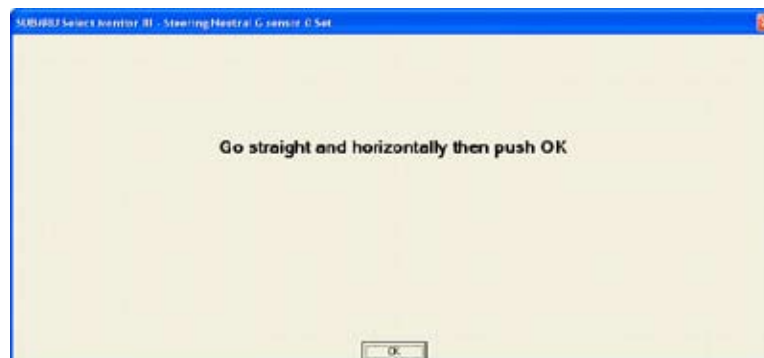 SUBARU Select Monitor III - Steering Neutral G sensor 0 Set
Go straight and horizontally then push OK
OK